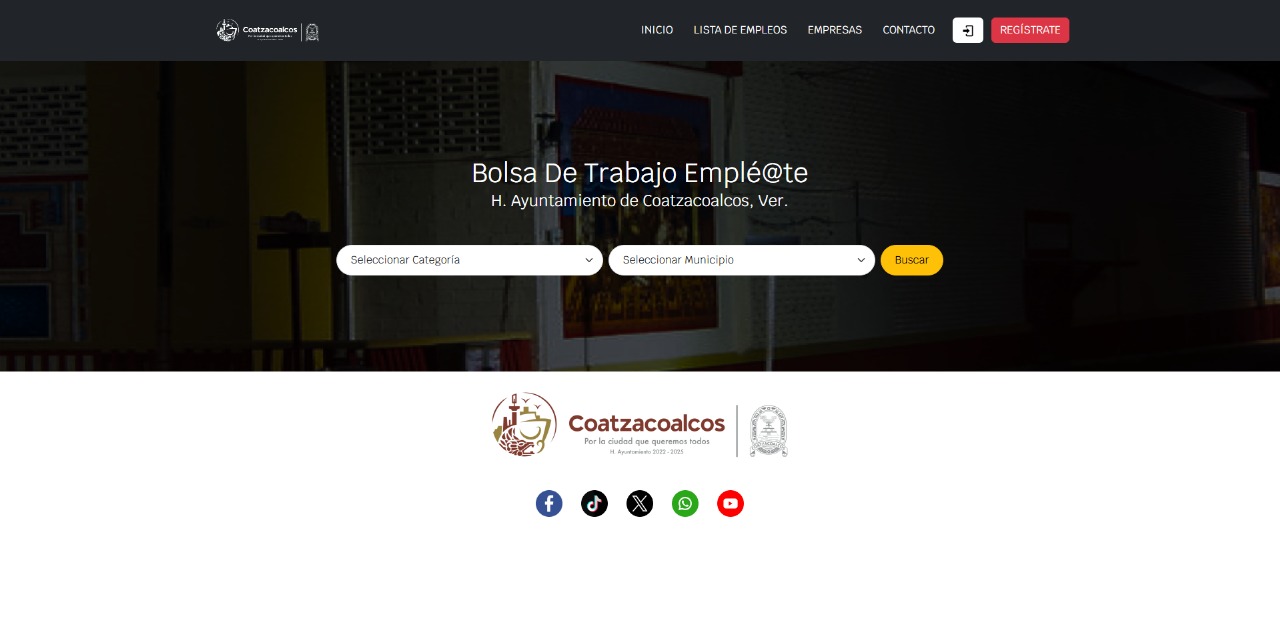 Coatzacoalcos
INICIO
LISTA DE EMPLEOS
EMPRESAS
CONTACTO
REGÍSTRATE
Bolsa De Trabajo Emplé@te
H. Ayuntamiento de Coatzacoalcos, Ver.
Seleccionar Categoría
Seleccionar Municipio
Buscar
Coatzacoalcos
Por la ciudad que queremos todos
H. Ayuntamiento 2022 - 2025